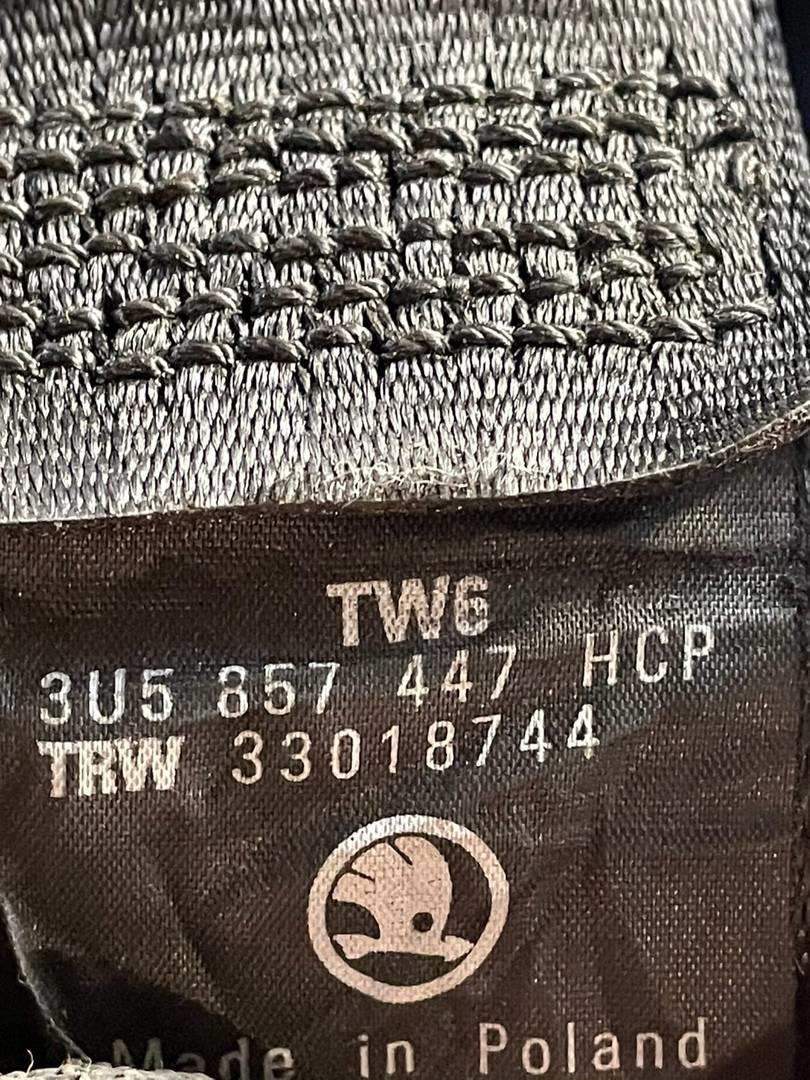 TW6
3U5 857 447 HCP
TRW 33018744
Made in Poland